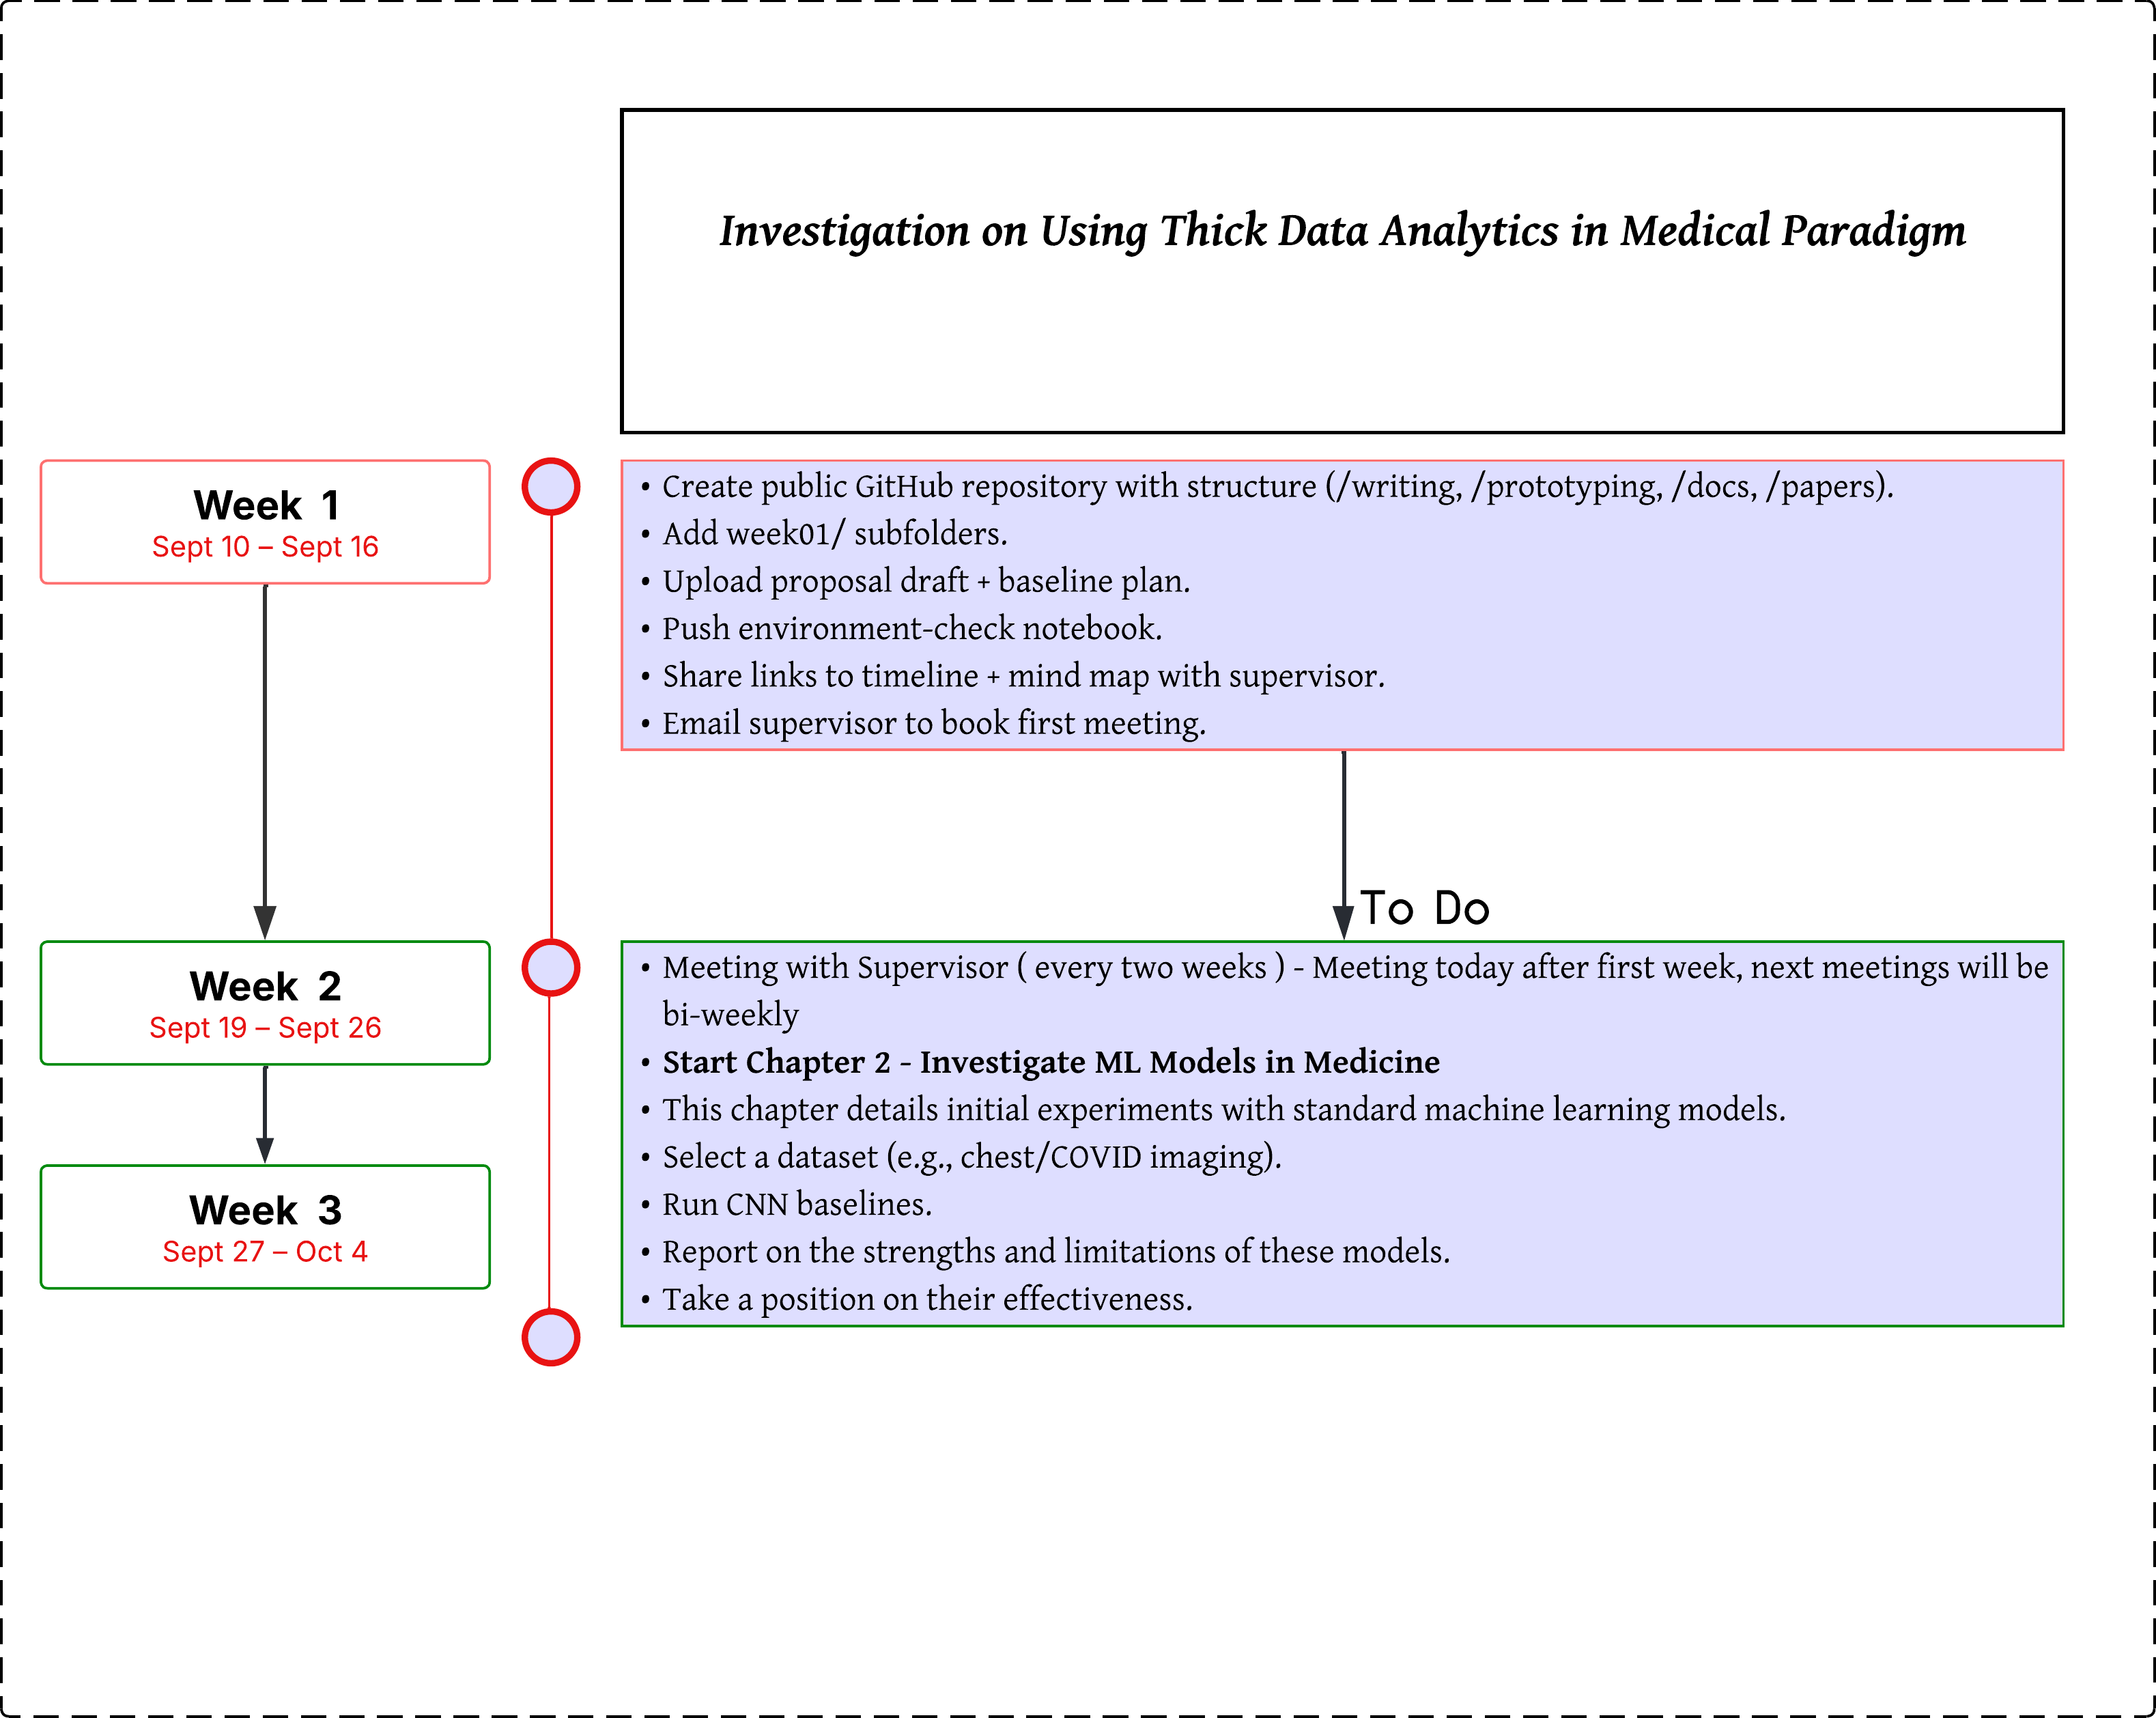 Investigation on Using Thick Data Analytics in Medical Paradigm
Week 1
Sept 10 – Sept 16
• Create public GitHub repository with structure (/writing, /prototyping, /docs, /papers).
• Add week01/ subfolders.
• Upload proposal draft + baseline plan.
• Push environment-check notebook.
• Share links to timeline + mind map with supervisor.
• Email supervisor to book first meeting.
To Do
Week 2
Sept 19 – Sept 26
Week 3
Sept 27 – Oct 4
• Meeting with Supervisor ( every two weeks ) - Meeting today after first week, next meetings will be
bi-weekly
• Start Chapter 2 - Investigate ML Models in Medicine
• This chapter details initial experiments with standard machine learning models.
• Select a dataset (e.g., chest/COVID imaging).
• Run CNN baselines.
• Report on the strengths and limitations of these models.
• Take a position on their effectiveness.